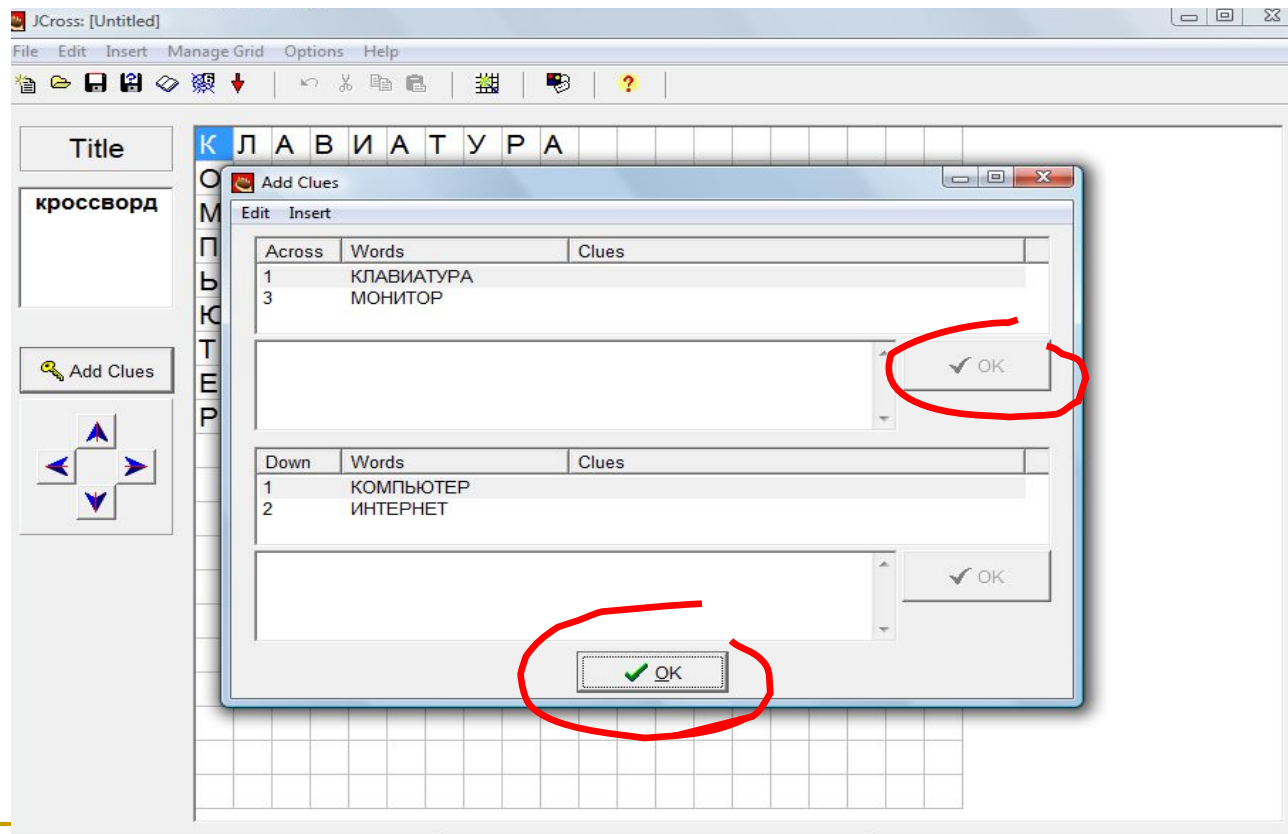 JCross: [Untitled]
File Edit Insert Manage Grid Options Help
Title
кроссворд
Add Clues
КЛАВИАТУРА
О
М
П
Ь
Ю
Т
Е
Р
Add Clues
Edit Insert
Across Words Clues
1 КЛАВИАТУРА
3 МОНИТОР
OK
Down Words Clues
1 КОМПЬЮТЕР
2 ИНТЕРНЕТ
OK
OK